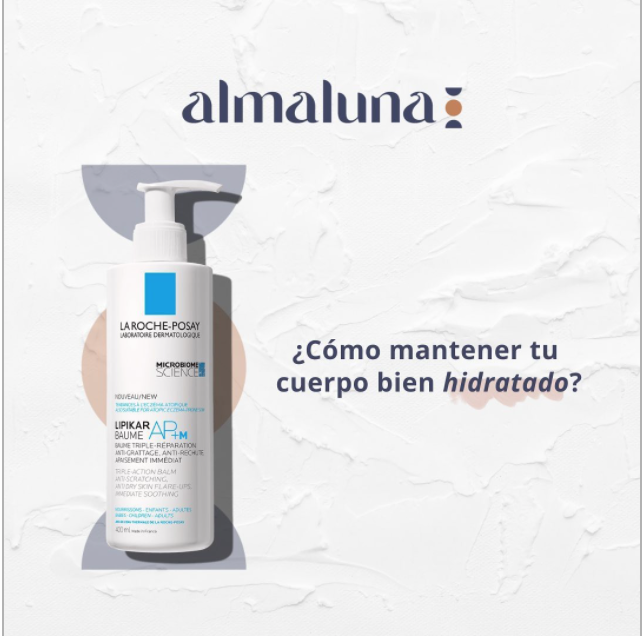 almaluna
LA ROCHE-POSAY
LABORATOIRE DERMATOLOGIQUE
MICROBIOME
SCIENCE
NOUVEAU/NEW
LIPIKAR
BAUME AP+M
BAUME TRIPLE-RÉPARATION
ANTI-GRATTAGE, ANTI-RECHUTE
APAISEMENT IMMÉDIAT
TRIPLE-ACTION BALM
ANTI-SCRATCHING,
ANTI DRY SKIN FLARE-UPS,
IMMEDIATE SOOTHING
NOURRISSONS - ENFANTS - ADULTES
BABIES - CHILDREN - ADULTS
400 ml
¿Cómo mantener tu
cuerpo bien hidratado?